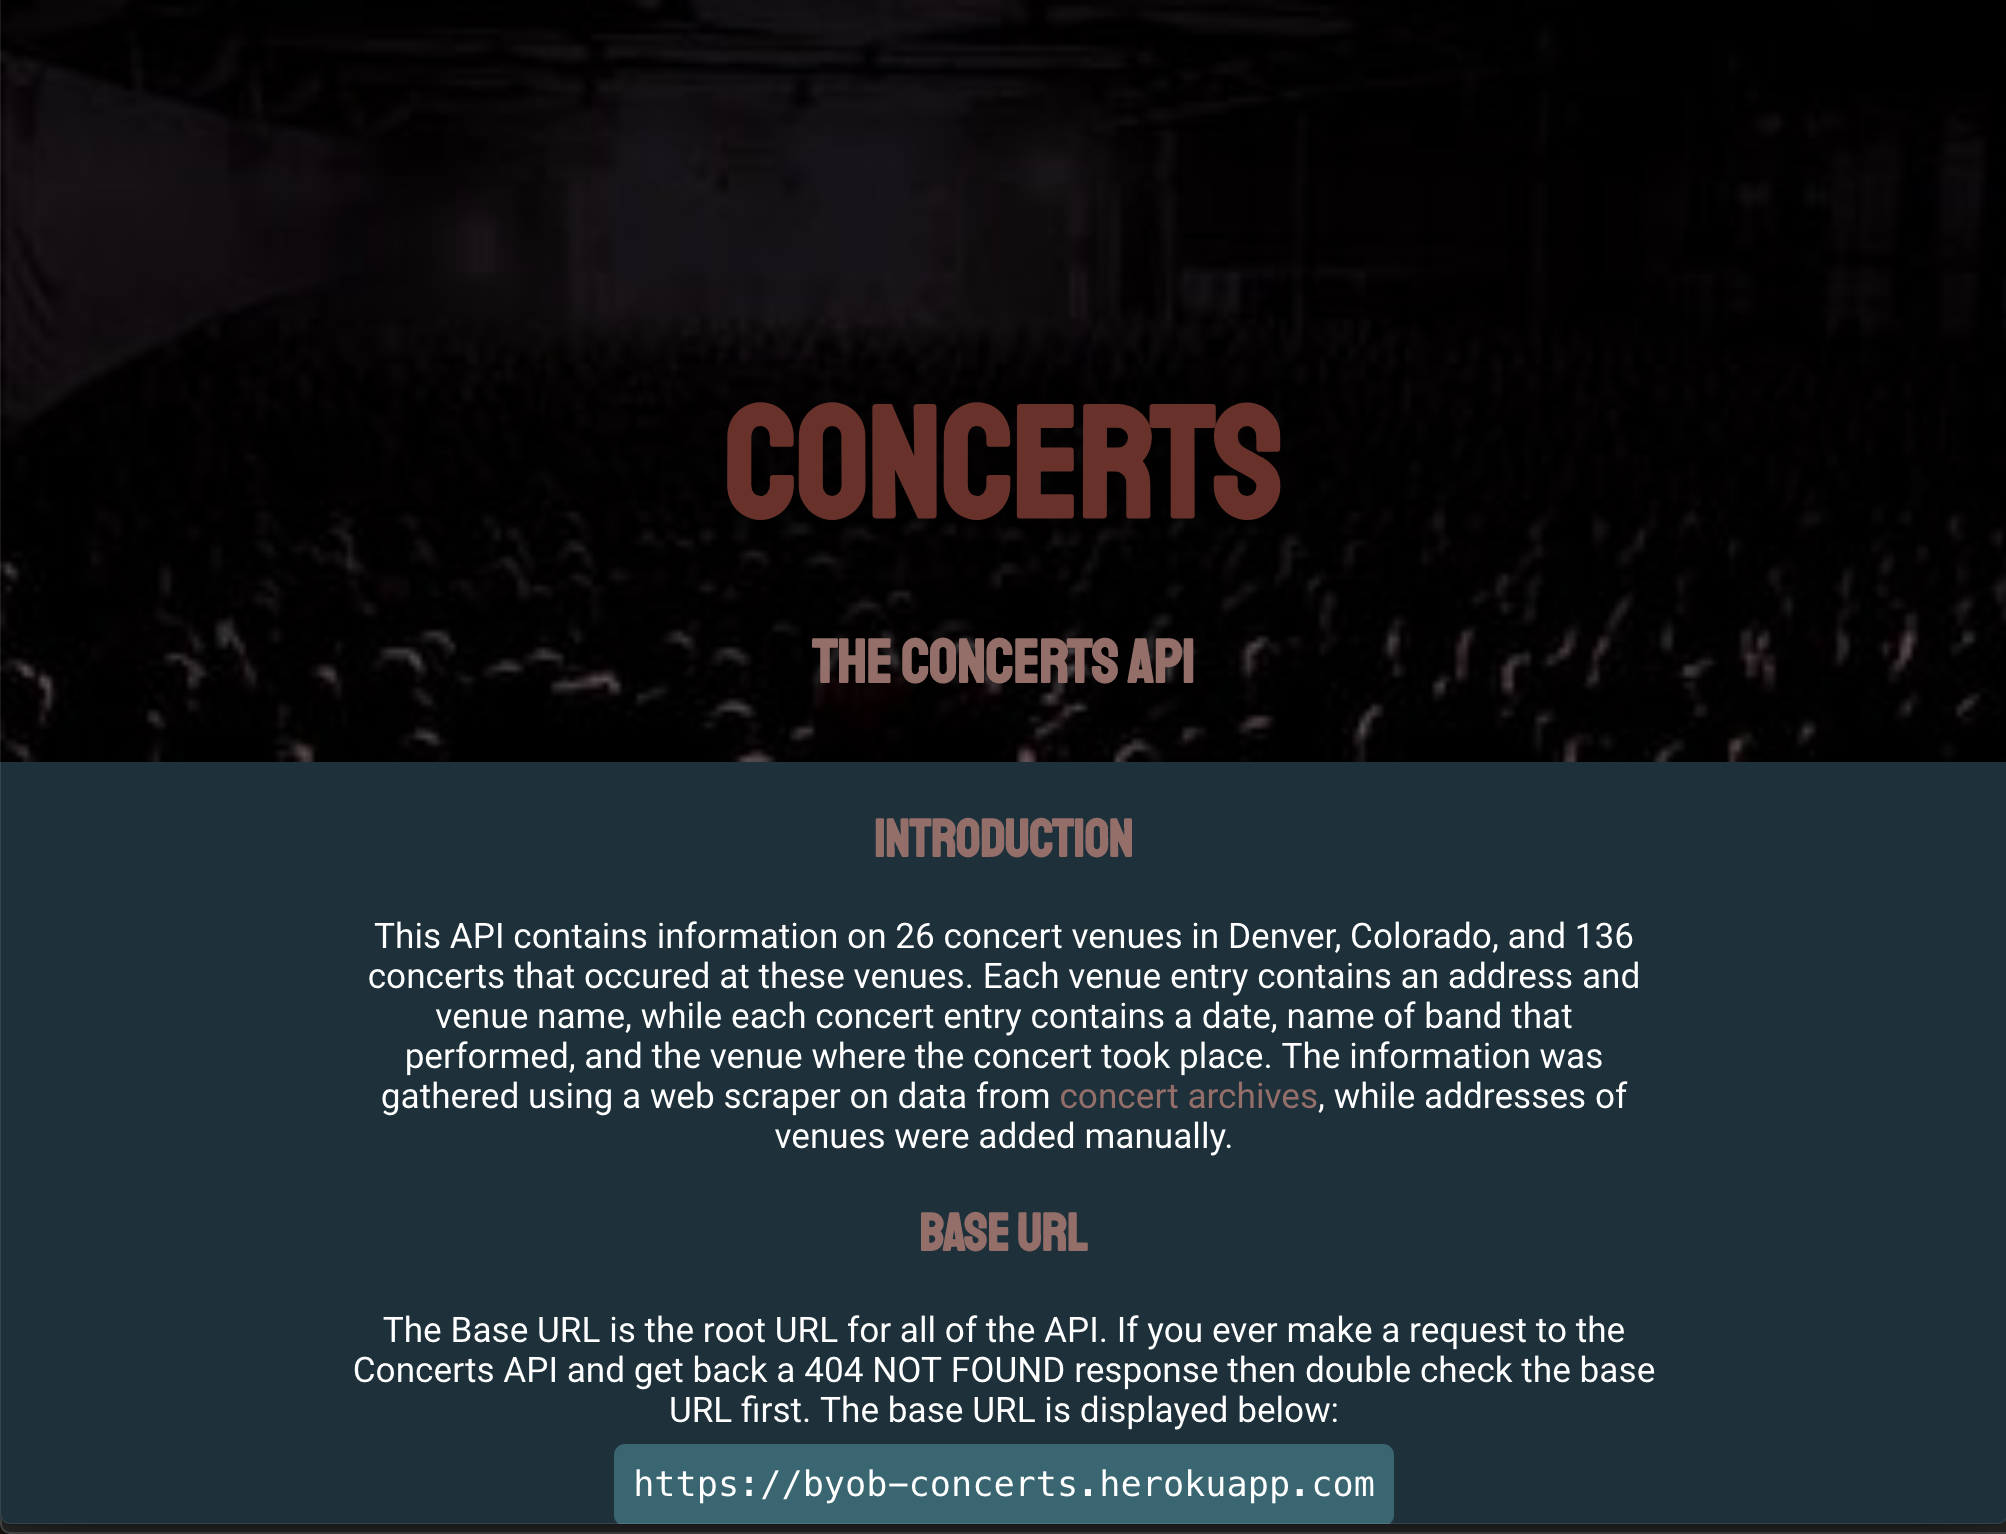 CONCERTS
THE CONCERTS API
INTRODUCTION
This API contains information on 26 concert venues in Denver, Colorado, and 136
concerts that occured at these venues. Each venue entry contains an address and
venue name, while each concert entry contains a date, name of band that
performed, and the venue where the concert took place. The information was
gathered using a web scraper on data from concert archives, while addresses of
venues were added manually.
BASE URL
The Base URL is the root URL for all of the API. If you ever make a request to the
Concerts API and get back a 404 NOT FOUND response then double check the base
URL first. The base URL is displayed below:
https://byob-concerts.herokuapp.com